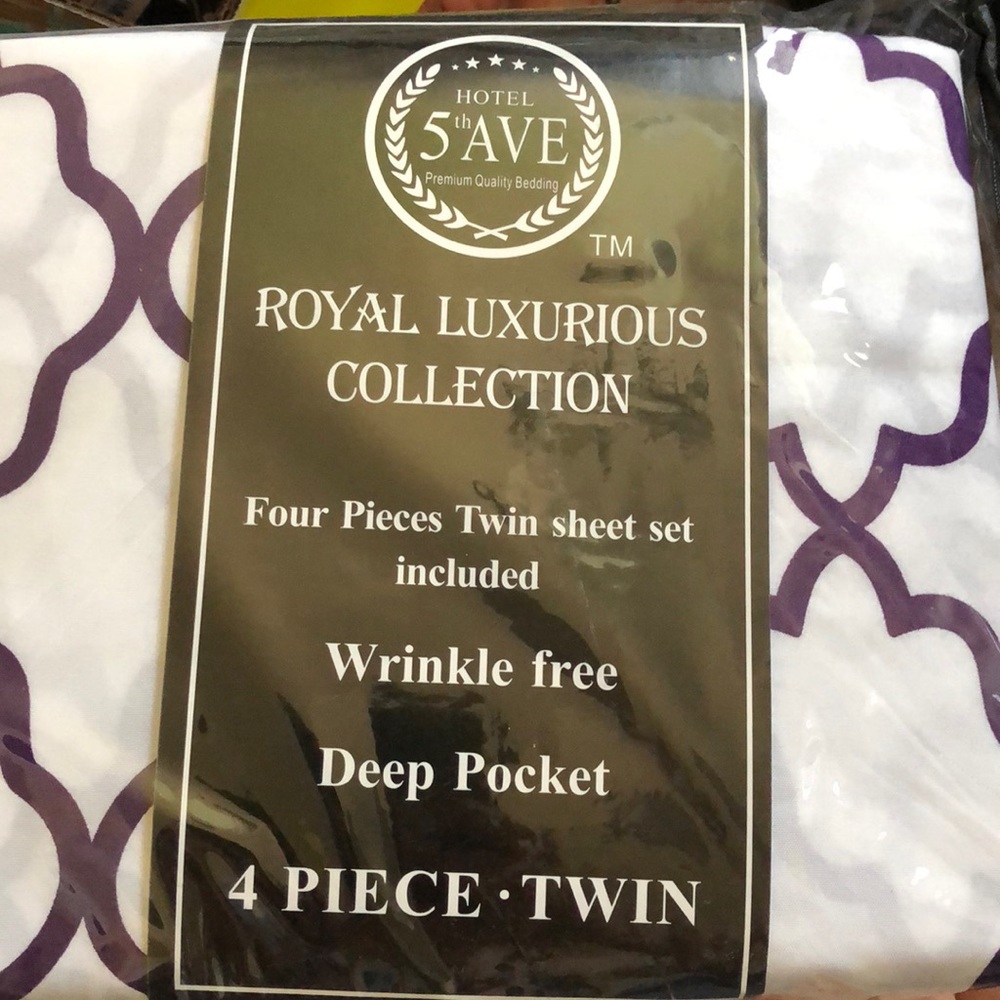 HOTEL
5th AVE
Premium Quality Bedding
TM
ROYAL LUXURIOUS
COLLECTION
Four Pieces Twin sheet set
included
Wrinkle free
Deep Pocket
4 PIECE · TWIN